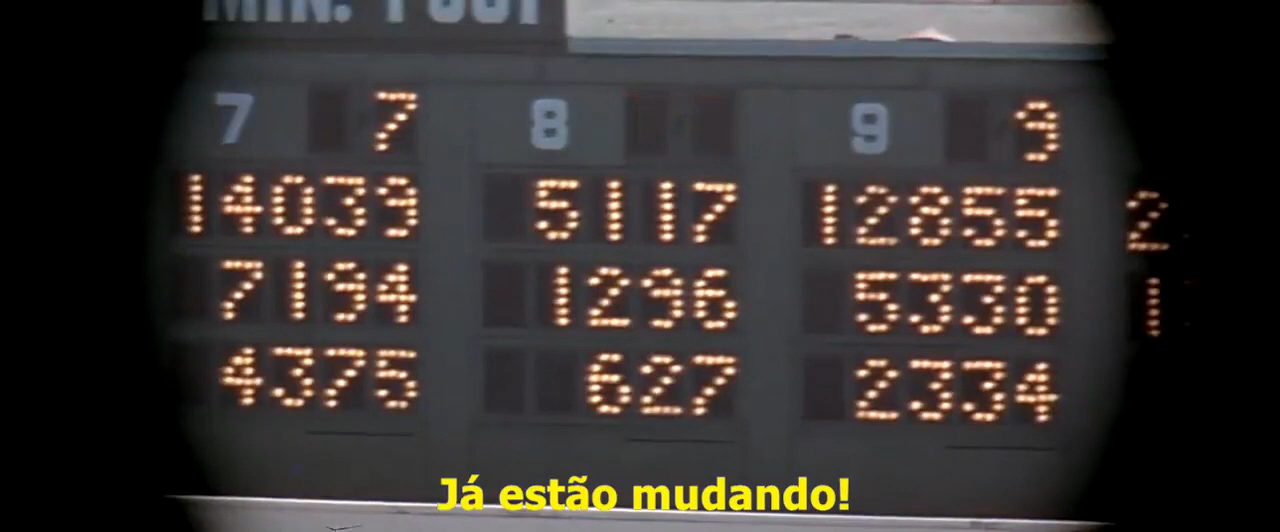 MIN.
7 7 8 9 9
14039 5117 12855 2
7194 1296 5330 1
4375 627 2334
Já estão mudando!